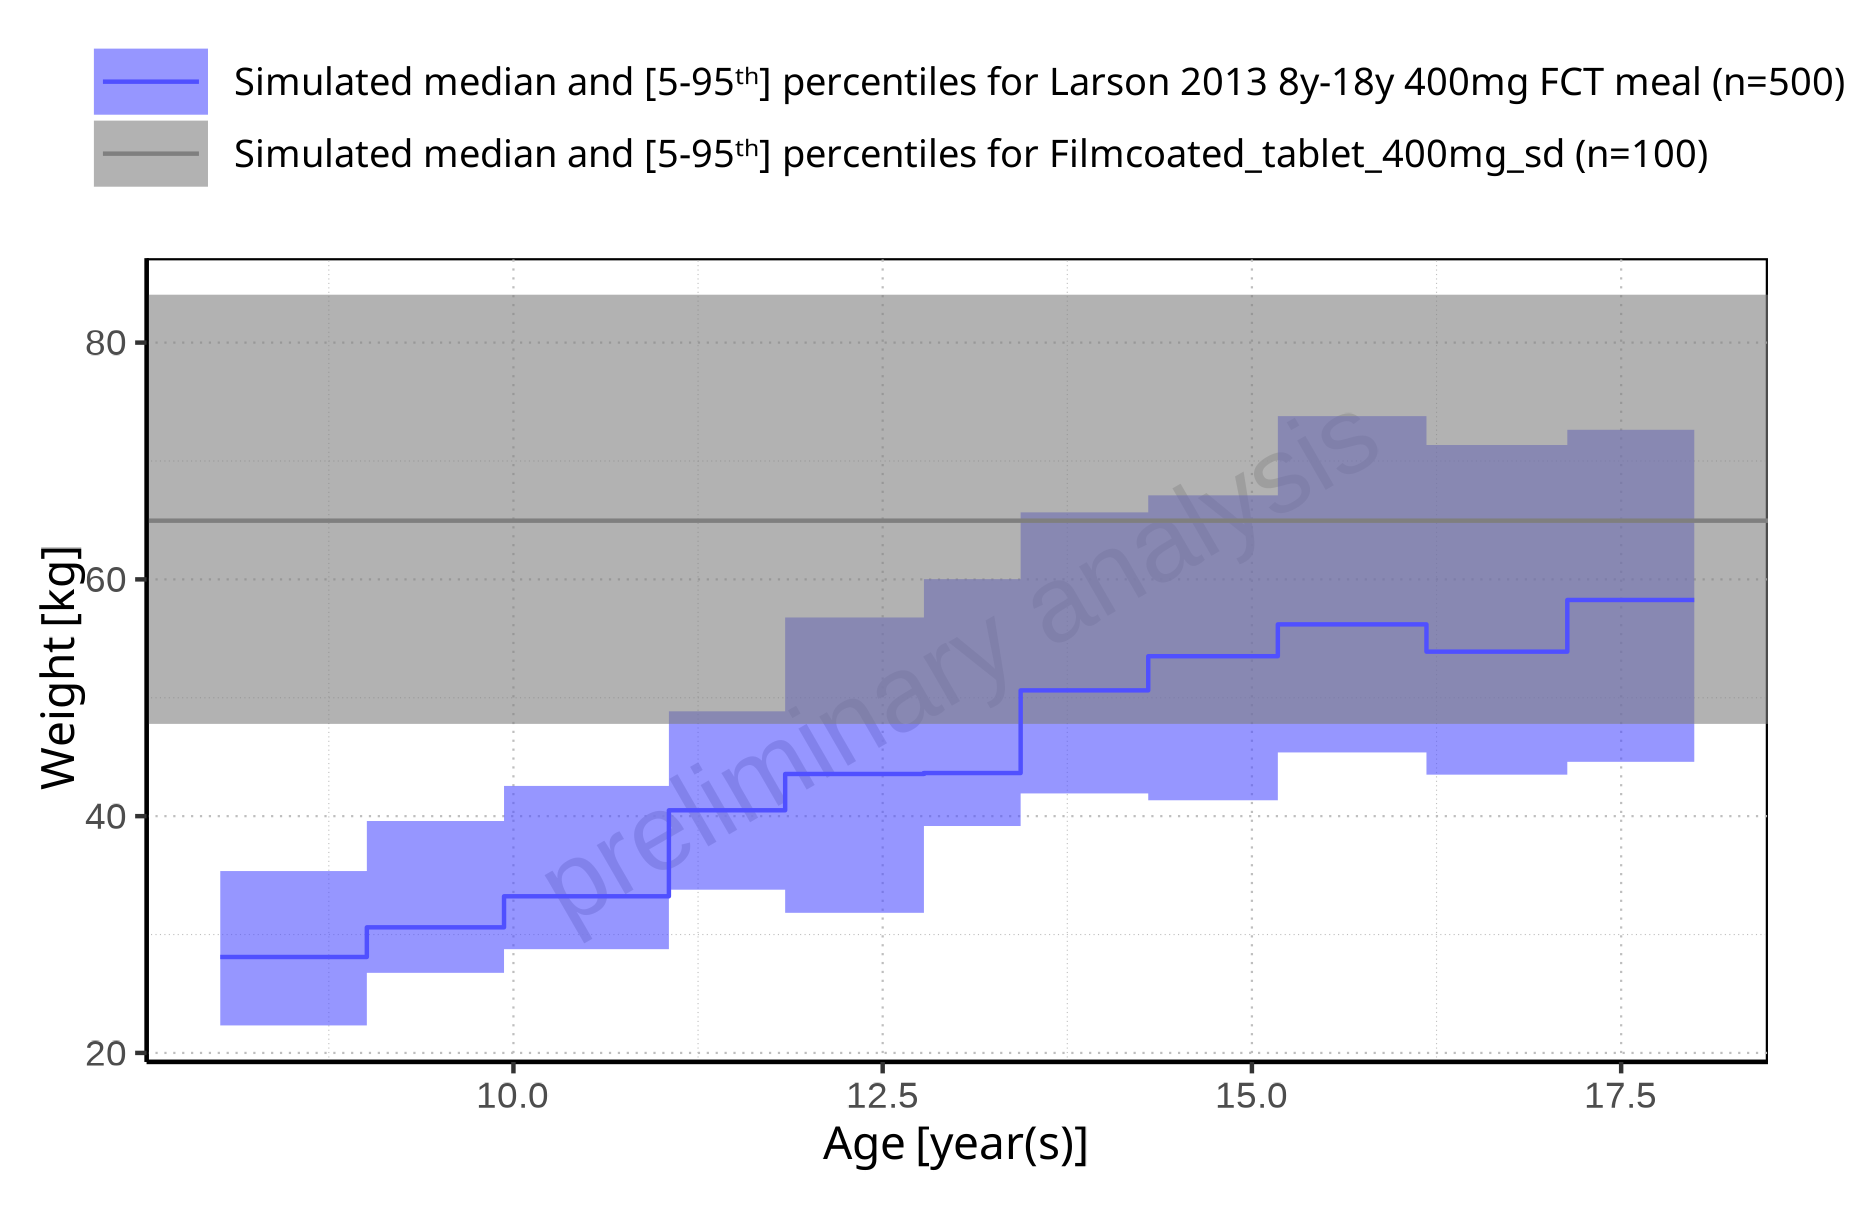 Simulated median and [5-95ᵗʰ] percentiles for Larson 2013 8y-18y 400mg FCT meal (n=500)
Simulated median and [5-95ᵗʰ] percentiles for Filmcoated_tablet_400mg_sd (n=100)
80
60
40
20
Weight [kg]
preliminary analysis
10.0 12.5 15.0 17.5
Age [year(s)]